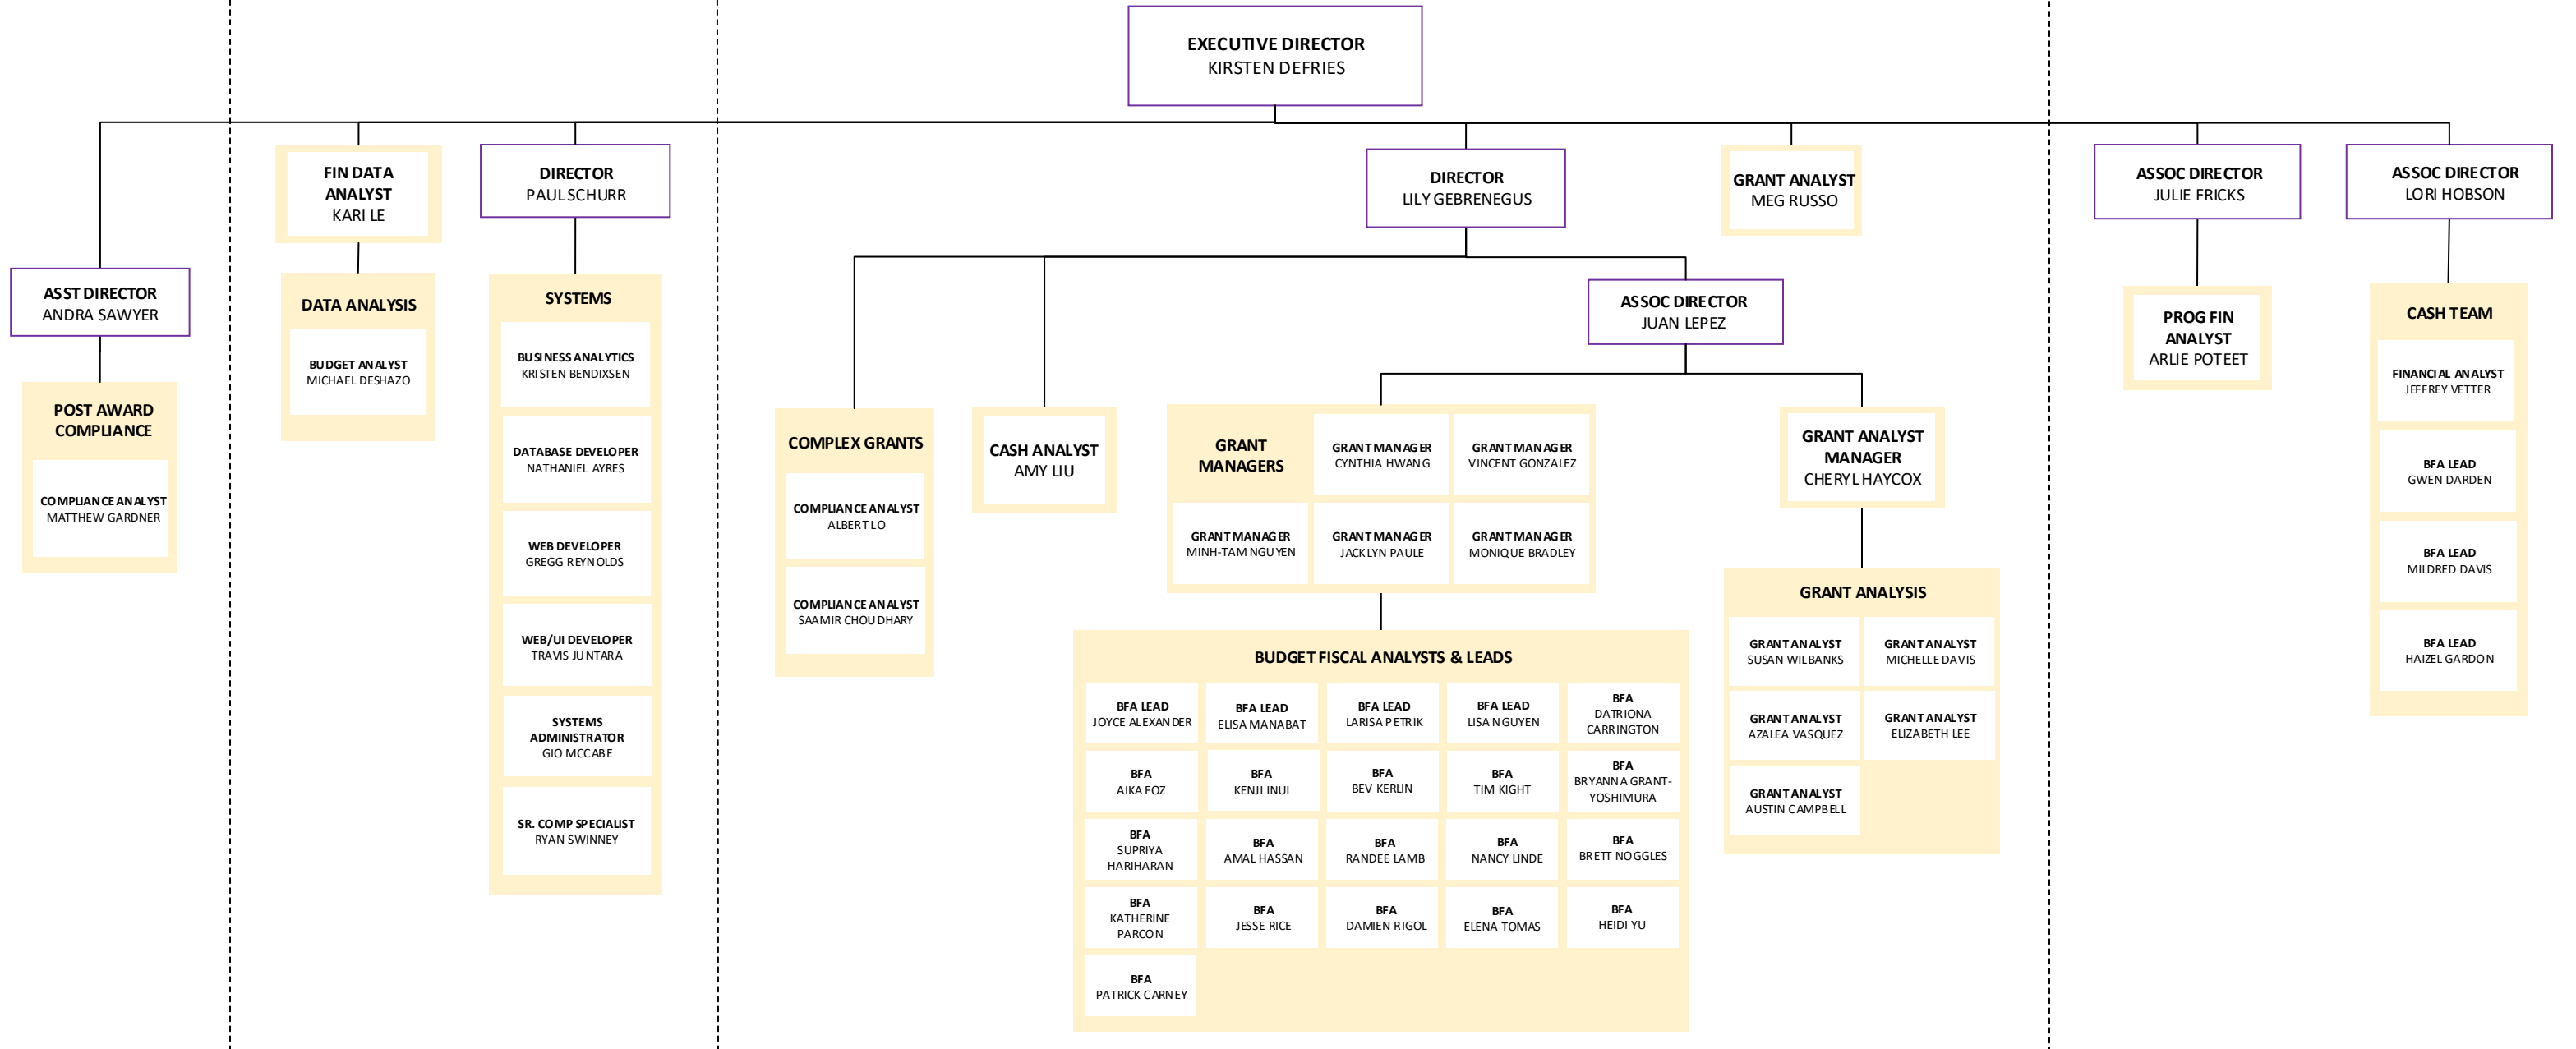 EXECUTIVE DIRECTOR
KIRSTEN DEFRIES
ASST DIRECTOR
ANDRA SAWYER
POST AWARD
COMPLIANCE
COMPLIANCE ANALYST
MATTHEW GARDNER
FIN DATA
ANALYST
KARI LE
DATA ANALYSIS
BUDGET ANALYST
MICHAEL DESHAZO
DIRECTOR
PAUL SCHURR
SYSTEMS
BUSINESS ANALYTICS
KRISTEN BENDIXSEN
DATABASE DEVELOPER
NATHANIEL AYRES
WEB DEVELOPER
GREGG REYNOLDS
WEB/UI DEVELOPER
TRAVIS JUNTARA
SYSTEMS
ADMINISTRATOR
GIO MCCABE
SR. COMP SPECIALIST
RYAN SWINNEY
DIRECTOR
LILY GEBRENEGUS
COMPLEX GRANTS
COMPLIANCE ANALYST
ALBERT LO
COMPLIANCE ANALYST
SAAMIR CHOUDHARY
CASH ANALYST
AMY LIU
ASSOC DIRECTOR
JUAN LEPEZ
GRANT
MANAGERS
GRANT MANAGER
CYNTHIA HWANG
GRANT MANAGER
VINCENT GONZALEZ
GRANT MANAGER
MINH-TAM NGUYEN
GRANT MANAGER
JACKLYN PAULE
GRANT MANAGER
MONIQUE BRADLEY
BUDGET FISCAL ANALYSTS & LEADS
BFA LEAD
JOYCE ALEXANDER
BFA LEAD
ELISA MANABAT
BFA LEAD
LARISA PETRIK
BFA LEAD
LISA NGUYEN
BFA
DATRIONA
CARRINGTON
BFA
AIKA FOZ
BFA
KENJI INUI
BFA
BEV KERLIN
BFA
TIM KIGHT
BFA
BRYANNA GRANT-
YOSHIMURA
BFA
SUPRIYA
HARIHARAN
BFA
AMAL HASSAN
BFA
RANDEE LAMB
BFA
NANCY LINDE
BFA
BRETT NOGGLES
BFA
KATHERINE
PARCON
BFA
JESSE RICE
BFA
DAMIEN RIGOL
BFA
ELENA TOMAS
BFA
HEIDI YU
BFA
PATRICK CARNEY
GRANT ANALYST
MANAGER
CHERYL HAYCOX
GRANT ANALYSIS
GRANT ANALYST
SUSAN WILBANKS
GRANT ANALYST
MICHELLE DAVIS
GRANT ANALYST
AZALEA VASQUEZ
GRANT ANALYST
ELIZABETH LEE
GRANT ANALYST
AUSTIN CAMPBELL
GRANT ANALYST
MEG RUSSO
ASSOC DIRECTOR
JULIE FRICKS
PROG FIN
ANALYST
ARLIE POTEET
ASSOC DIRECTOR
LORI HOBSON
CASH TEAM
FINANCIAL ANALYST
JEFFREY VETTER
BFA LEAD
GWEN DARDEN
BFA LEAD
MILDRED DAVIS
BFA LEAD
HAIZEL GARDON